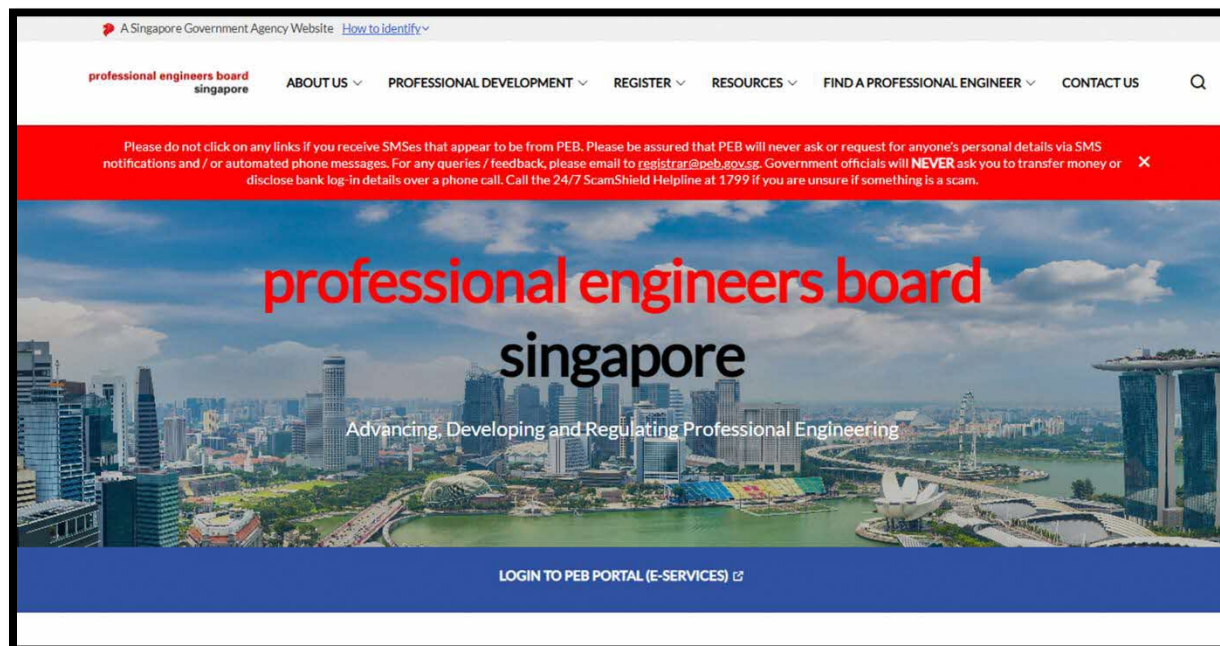 A Singapore Government Agency Website How to identify
professional engineers board
singapore
ABOUT US PROFESSIONAL DEVELOPMENT REGISTER RESOURCES FIND A PROFESSIONAL ENGINEER CONTACT US
Please do not click on any links if you receive SMSes that appear to be from PEB. Please be assured that PEB will never ask or request for anyone's personal details via SMS
notifications and / or automated phone messages. For any queries / feedback, please email to registrar@peb.gov.sg. Government officials will NEVER ask you to transfer money or
disclose bank log-in details over a phone call. Call the 24/7 ScamShield Helpline at 1799 if you are unsure if something is a scam.
professional engineers board
singapore
Advancing, Developing and Regulating Professional Engineering
LOGIN TO PEB PORTAL (E-SERVICES)